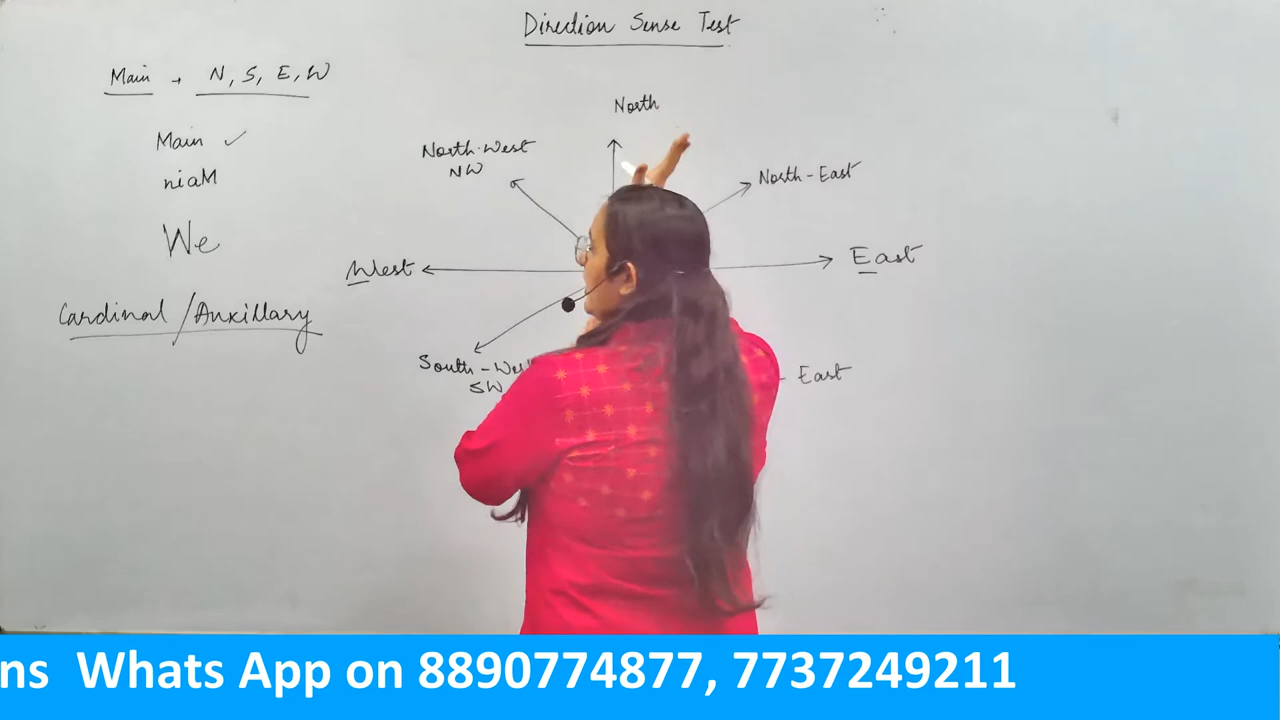 Direction Sense Test
Main → N, S, E, W
Main ✓
niaM
We
Cardinal / Auxillary
North
North-West
NW
North-East
West
East
South-Wes
SW
- East
ns Whats App on 8890774877, 7737249211